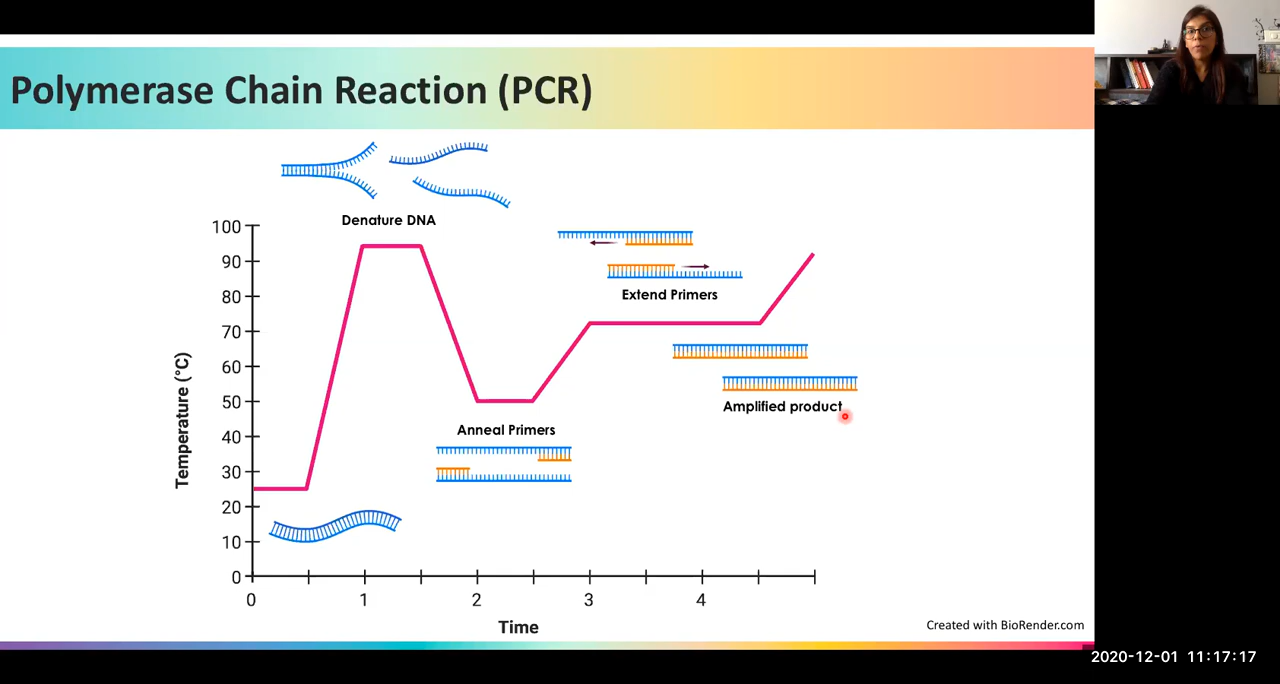 Polymerase Chain Reaction (PCR)
Denature DNA
Extend Primers
Amplified product
Anneal Primers
Temperature (°C)
100
90
80
70
60
50
40
30
20
10
0
0 1 2 3 4
Time
Created with BioRender.com
2020-12-01 11:17:17